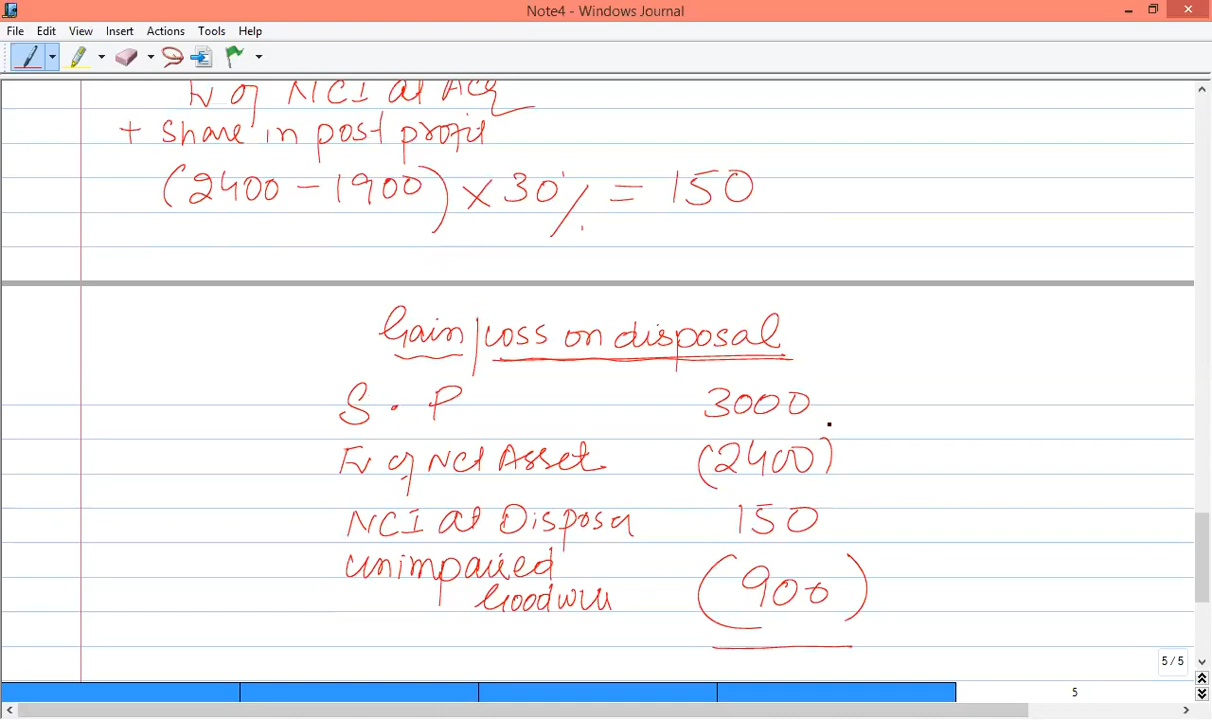 Note4 - Windows Journal
File Edit View Insert Actions Tools Help
Fv of NCI at Acq
+ Share in post profit
(2400 - 1900) x 30% = 150
Gain/Loss on disposal
S. P 3000
Fv of Net Asset (2400)
NCI at Disposal 150
unimpaired
Goodwill (900)
5 / 5
5